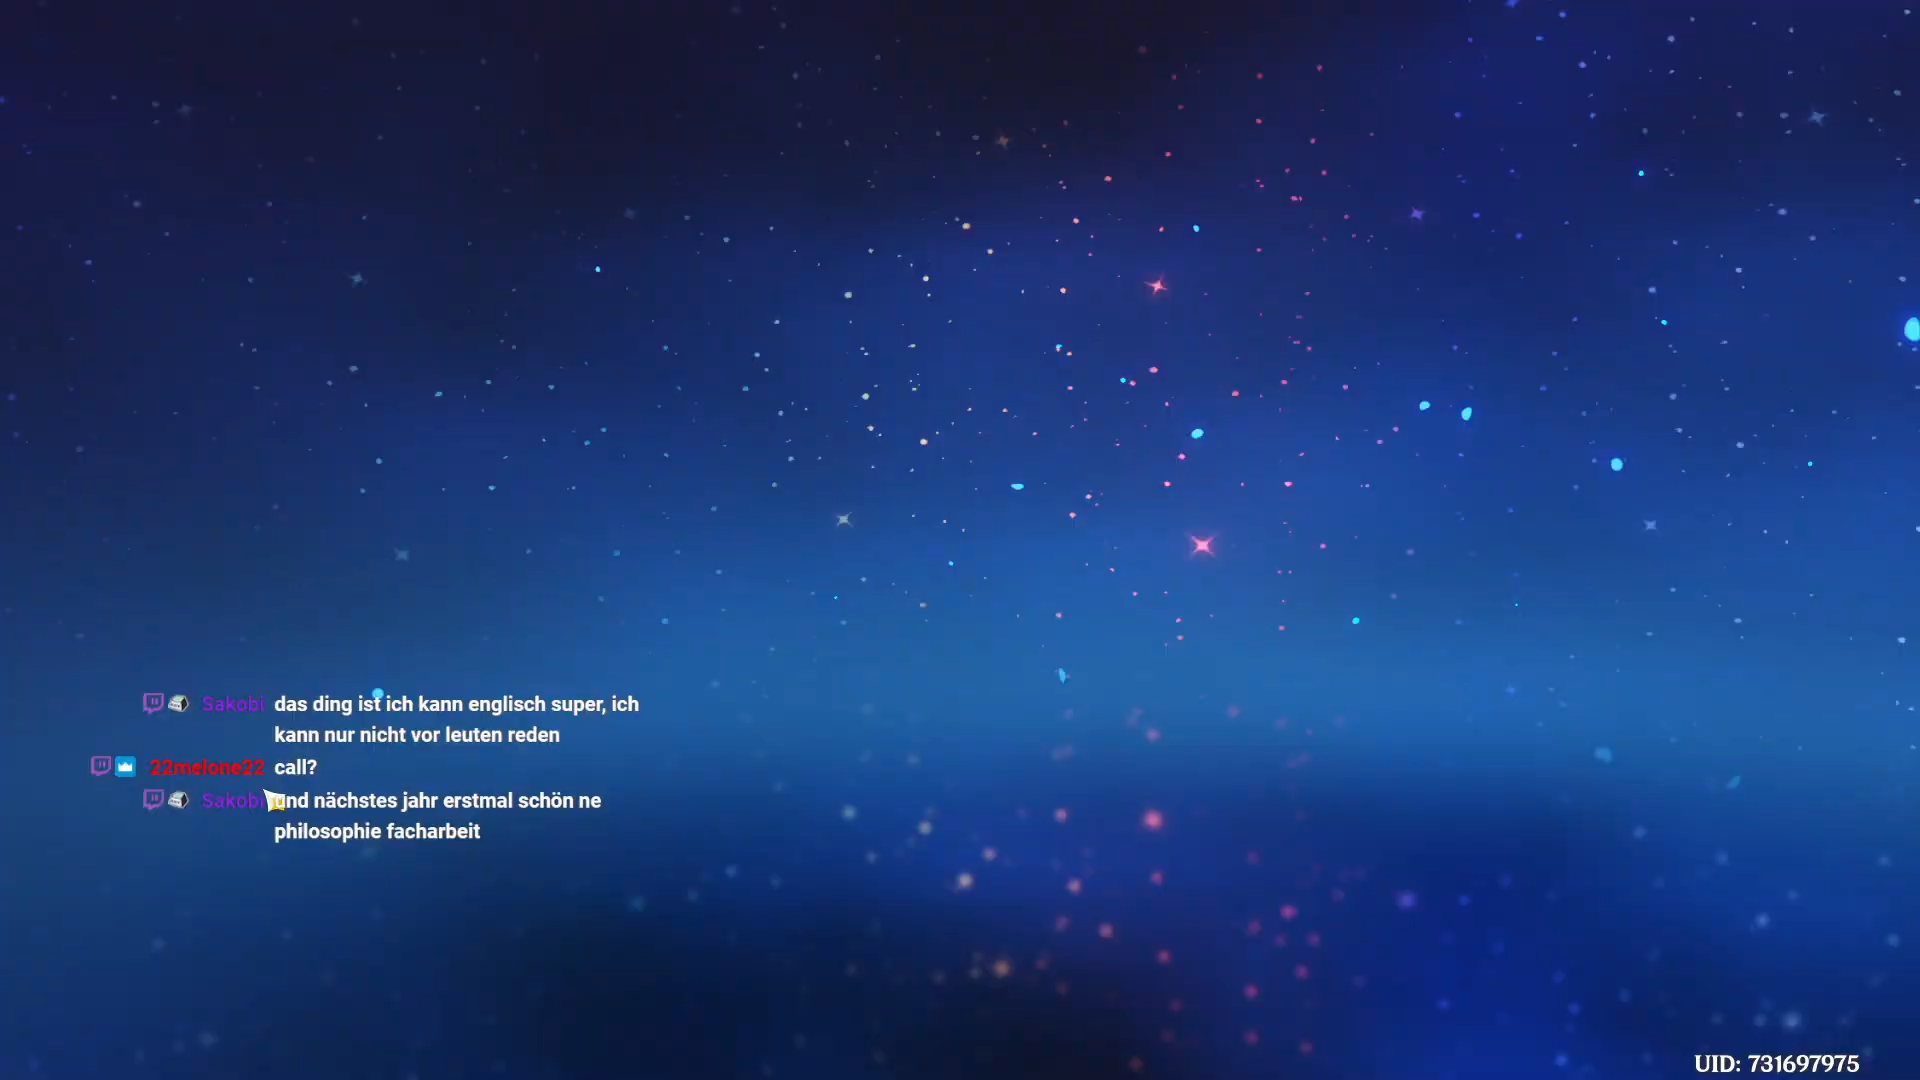 Sakobi das ding ist ich kann englisch super, ich
kann nur nicht vor leuten reden
22melone22 call?
Sakobi und nächstes jahr erstmal schön ne
philosophie facharbeit
UID: 731697975